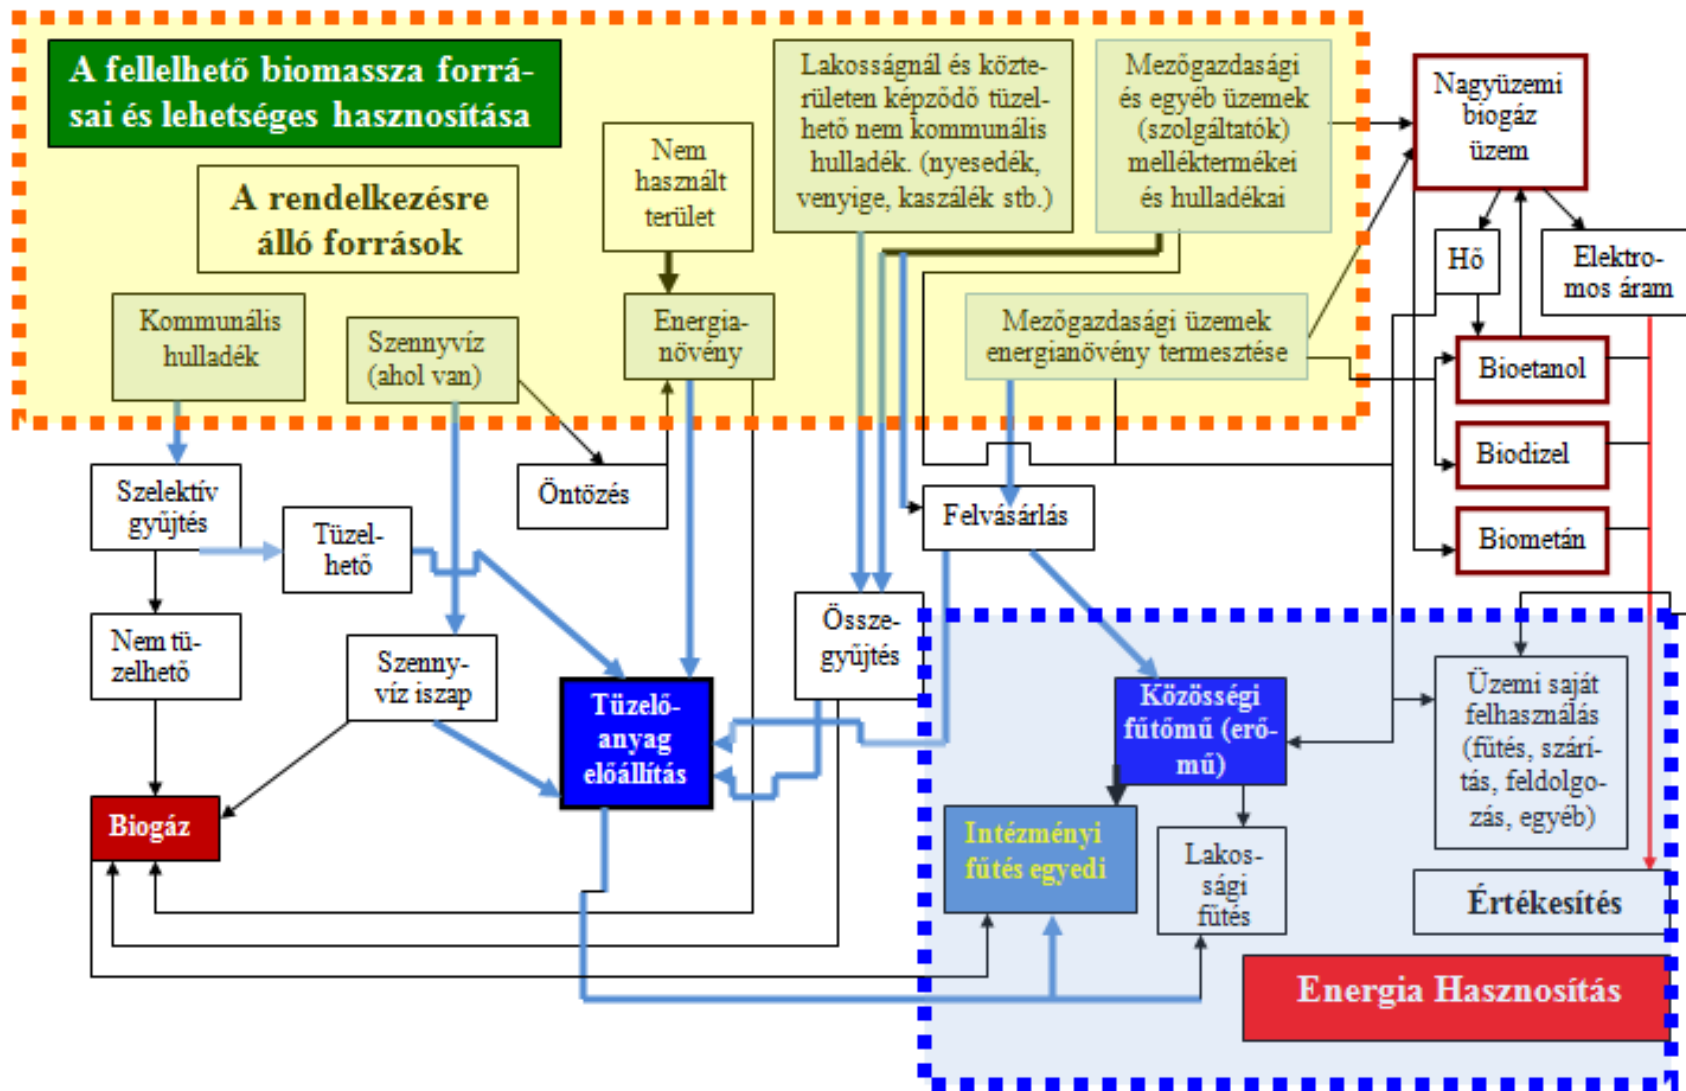 A fellelhető biomassza forrá-
sai és lehetséges hasznosítása
A rendelkezésre
álló források
Nem
használt
terület
Lakosságnál és közte-
rületen képződő tüzel-
hető nem kommunális
hulladék. (nyesedék,
venyige, kaszálék stb.)
Mezőgazdasági
és egyéb üzemek
(szolgáltatók)
melléktermékei
és hulladékai
Nagyüzemi
biogáz
üzem
Hő
Elektro-
mos áram
Kommunális
hulladék
Szennyvíz
(ahol van)
Energia-
növény
Mezőgazdasági üzemek
energianövény termesztése
Bioetanol
Biodizel
Biometán
Szelektív
gyűjtés
Tüzel-
hető
Öntözés
Felvásárlás
Nem tü-
zelhető
Szenny-
víz iszap
Össze-
gyűjtés
Tüzelő-
anyag
előállítás
Közösségi
fűtőmű (erő-
mű)
Üzemi saját
felhasználás
(fűtés, szárí-
tás, feldolgo-
zás, egyéb)
Biogáz
Intézményi
fűtés egyedi
Lakos-
sági
fűtés
Értékesítés
Energia Hasznosítás